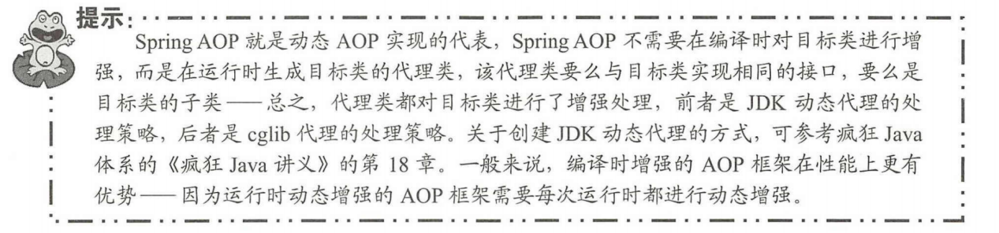 提示:
Spring AOP 就是动态 AOP 实现的代表，Spring AOP 不需要在编译时对目标类进行增
强，而是在运行时生成目标类的代理类，该代理类要么与目标类实现相同的接口，要么是
目标类的子类——总之，代理类都对目标类进行了增强处理，前者是 JDK 动态代理的处
理策略，后者是 cglib 代理的处理策略。关于创建 JDK 动态代理的方式，可参考疯狂 Java
体系的《疯狂 Java 讲义》的第 18 章。一般来说，编译时增强的 AOP 框架在性能上更有
优势——因为运行时动态增强的 AOP 框架需要每次运行时都进行动态增强。